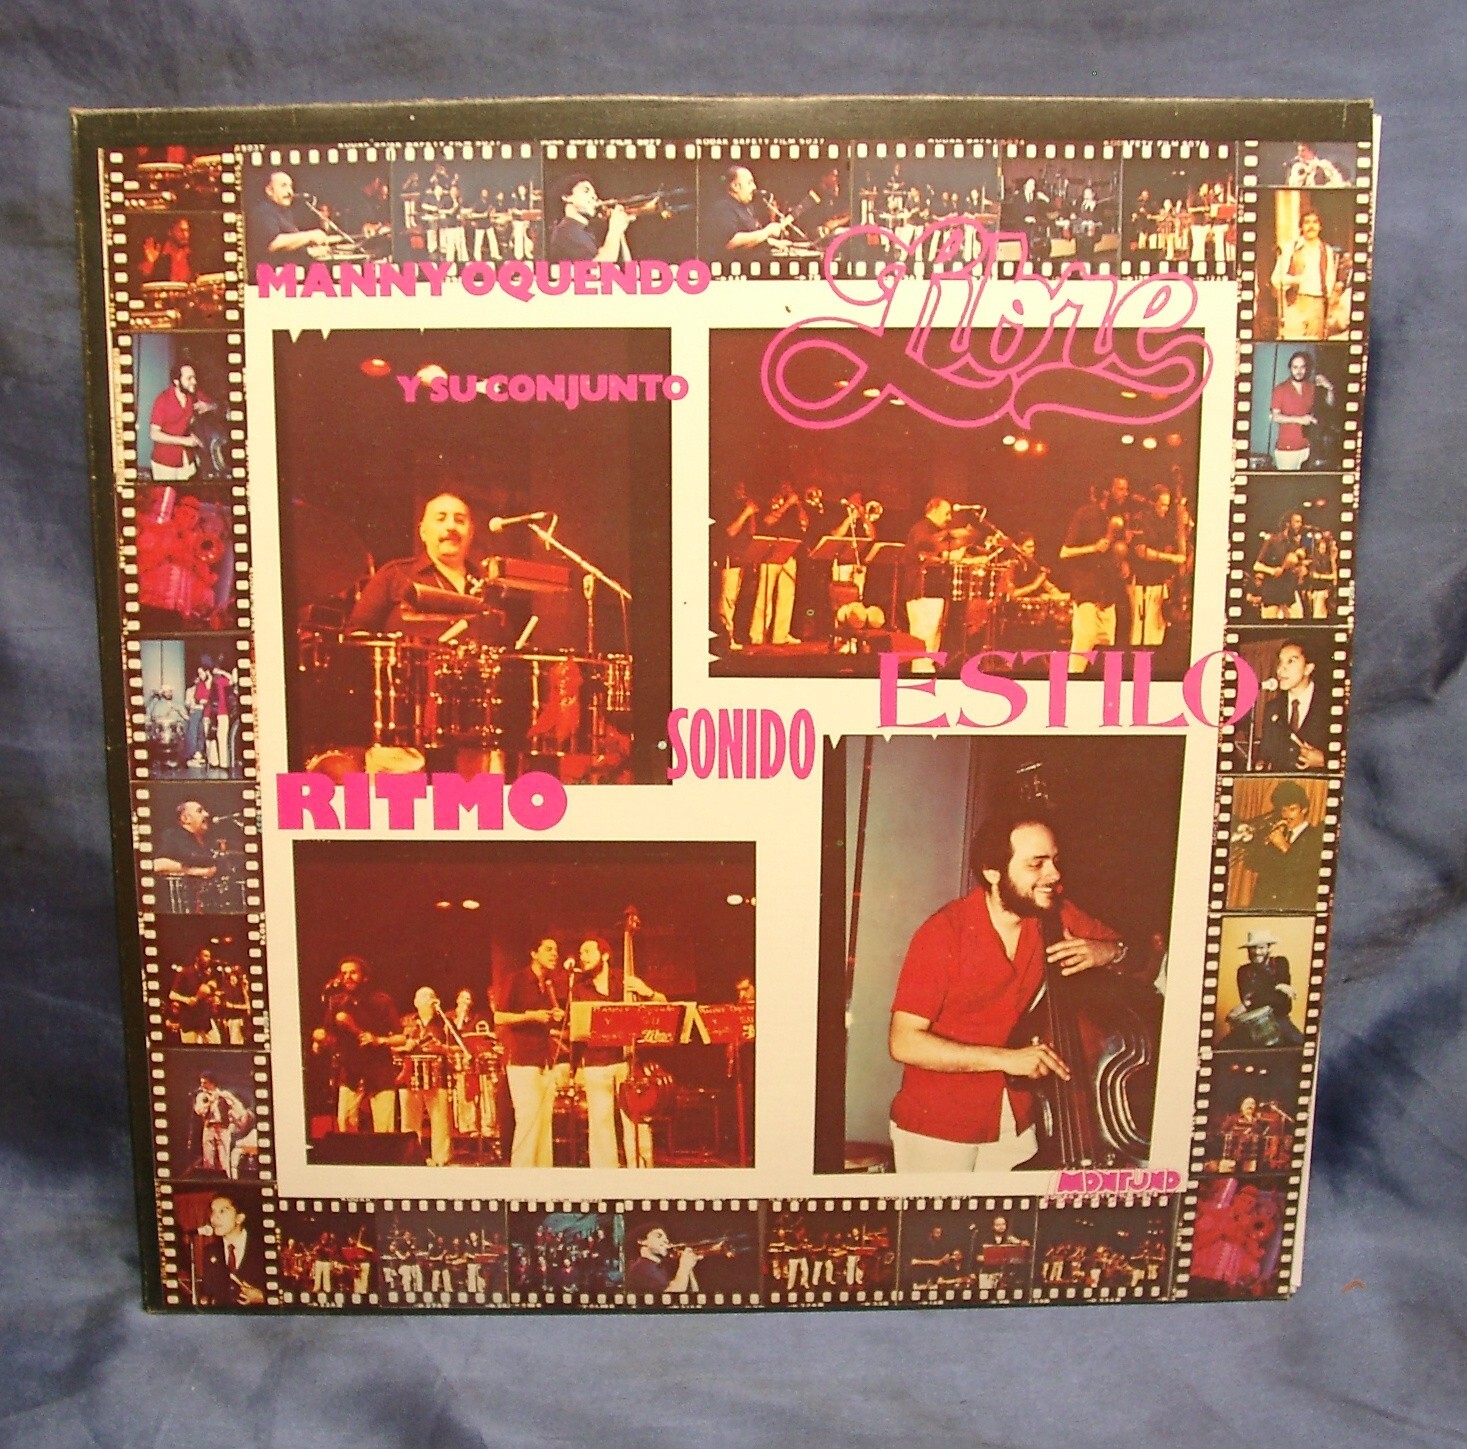 MANNY OQUENDO
Libre
Y SU CONJUNTO
ESTILO
SONIDO
RITMO
MONTUNO